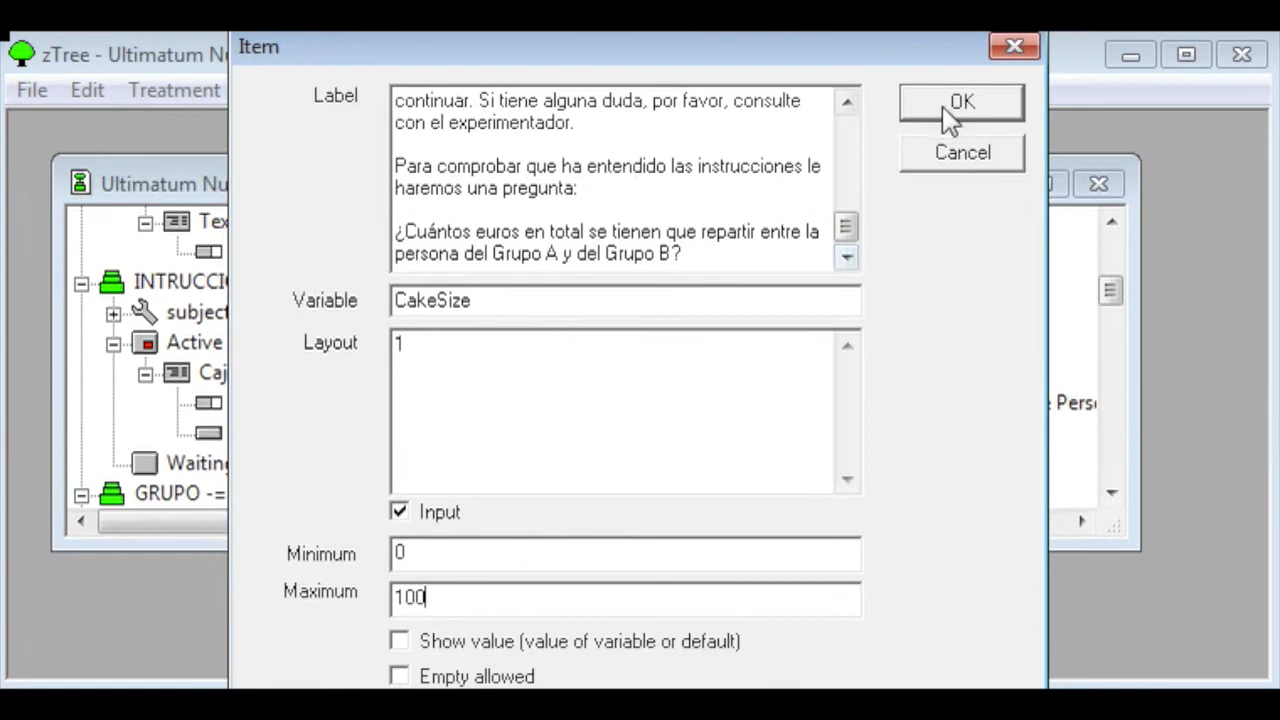 zTree - Ultimatum Nu
File Edit Treatment
Ultimatum Nu
Tex
INTRUCCI
subject
Active
Caj
Waiting
GRUPO -=
Item
Label
continuar. Si tiene alguna duda, por favor, consulte
con el experimentador.
Para comprobar que ha entendido las instrucciones le
haremos una pregunta:
¿Cuántos euros en total se tienen que repartir entre la
persona del Grupo A y del Grupo B?
OK
Cancel
Variable
CakeSize
Layout
1
Input
Minimum
0
Maximum
100
Show value (value of variable or default)
Empty allowed
Pers